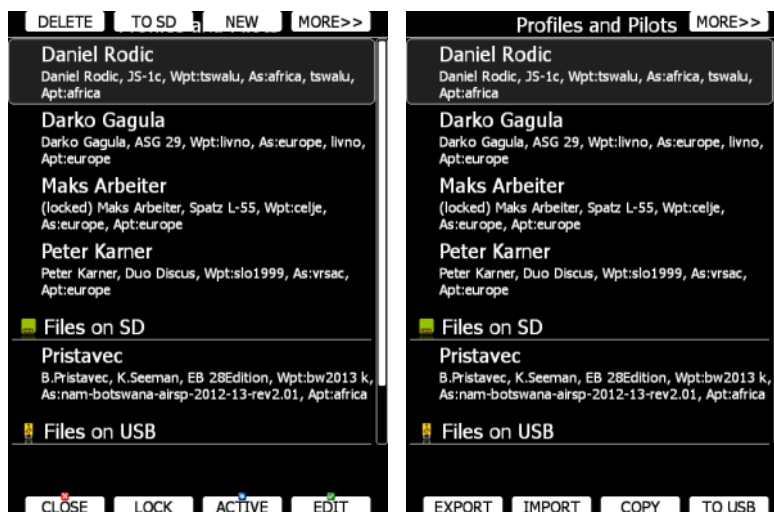 DELETE TO SD NEW MORE>>
Profiles and Pilots
Daniel Rodic
Daniel Rodic, JS-1c, Wpt:tswalu, As:africa, tswalu,
Apt:africa
Darko Gagula
Darko Gagula, ASG 29, Wpt:livno, As:europe, livno,
Apt:europe
Maks Arbeiter
(locked) Maks Arbeiter, Spatz L-55, Wpt:celje,
As:europe, Apt:europe
Peter Karner
Peter Karner, Duo Discus, Wpt:slo1999, As:vrsac,
Apt:europe
Files on SD
Pristavec
B.Pristavec, K.Seeman, EB 28Edition, Wpt:bw2013 k,
As:nam-botswana-airsp-2012-13-rev2.01, Apt:africa
Files on USB
CLOSE LOCK ACTIVE EDIT
Profiles and Pilots MORE>>
Daniel Rodic
Daniel Rodic, JS-1c, Wpt:tswalu, As:africa, tswalu,
Apt:africa
Darko Gagula
Darko Gagula, ASG 29, Wpt:livno, As:europe, livno,
Apt:europe
Maks Arbeiter
(locked) Maks Arbeiter, Spatz L-55, Wpt:celje,
As:europe, Apt:europe
Peter Karner
Peter Karner, Duo Discus, Wpt:slo1999, As:vrsac,
Apt:europe
Files on SD
Pristavec
B.Pristavec, K.Seeman, EB 28Edition, Wpt:bw2013 k,
As:nam-botswana-airsp-2012-13-rev2.01, Apt:africa
Files on USB
EXPORT IMPORT COPY TO USB